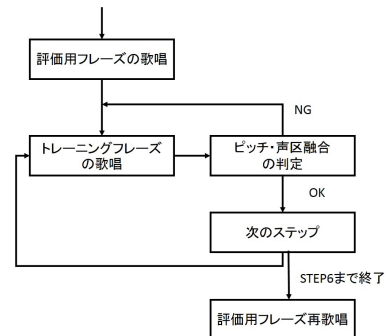 評価用フレーズの歌唱
NG
トレーニングフレーズ
の歌唱
ピッチ・声区融合
の判定
OK
次のステップ
STEP6まで終了
評価用フレーズ再歌唱